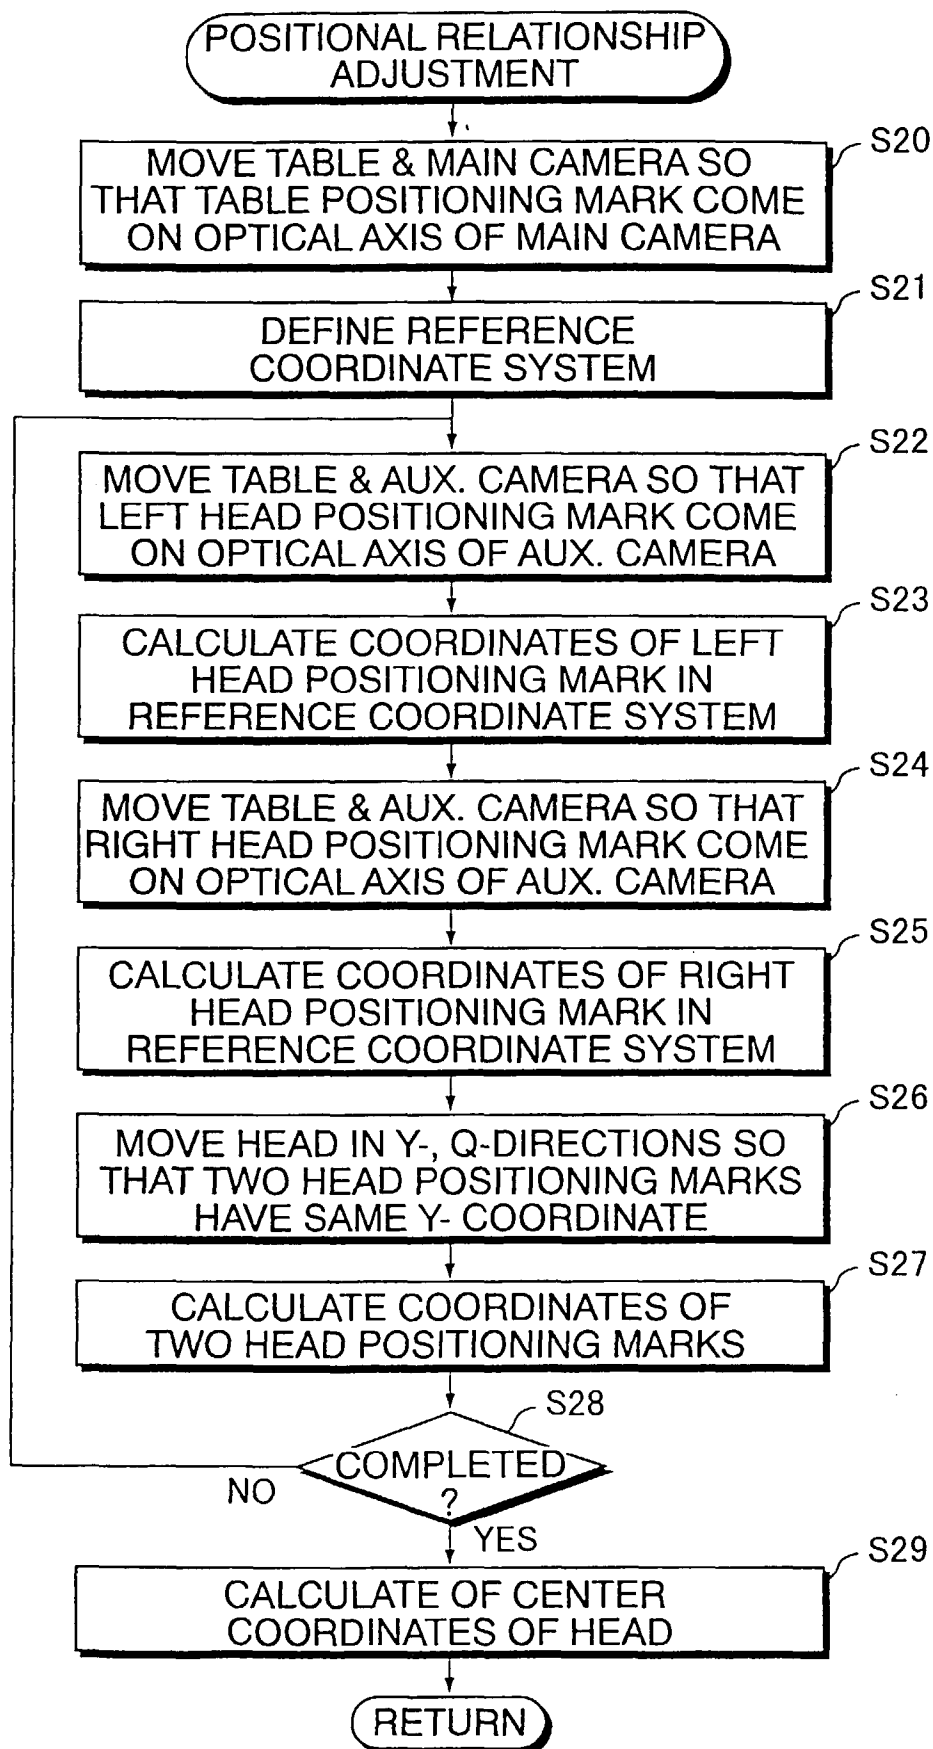 POSITIONAL RELATIONSHIP
ADJUSTMENT
S20
MOVE TABLE & MAIN CAMERA SO
THAT TABLE POSITIONING MARK COME
ON OPTICAL AXIS OF MAIN CAMERA
S21
DEFINE REFERENCE
COORDINATE SYSTEM
S22
MOVE TABLE & AUX. CAMERA SO THAT
LEFT HEAD POSITIONING MARK COME
ON OPTICAL AXIS OF AUX. CAMERA
S23
CALCULATE COORDINATES OF LEFT
HEAD POSITIONING MARK IN
REFERENCE COORDINATE SYSTEM
S24
MOVE TABLE & AUX. CAMERA SO THAT
RIGHT HEAD POSITIONING MARK COME
ON OPTICAL AXIS OF AUX. CAMERA
S25
CALCULATE COORDINATES OF RIGHT
HEAD POSITIONING MARK IN
REFERENCE COORDINATE SYSTEM
S26
MOVE HEAD IN Y-, Q-DIRECTIONS SO
THAT TWO HEAD POSITIONING MARKS
HAVE SAME Y- COORDINATE
S27
CALCULATE COORDINATES OF
TWO HEAD POSITIONING MARKS
S28
COMPLETED
?
NO
YES
S29
CALCULATE OF CENTER
COORDINATES OF HEAD
RETURN